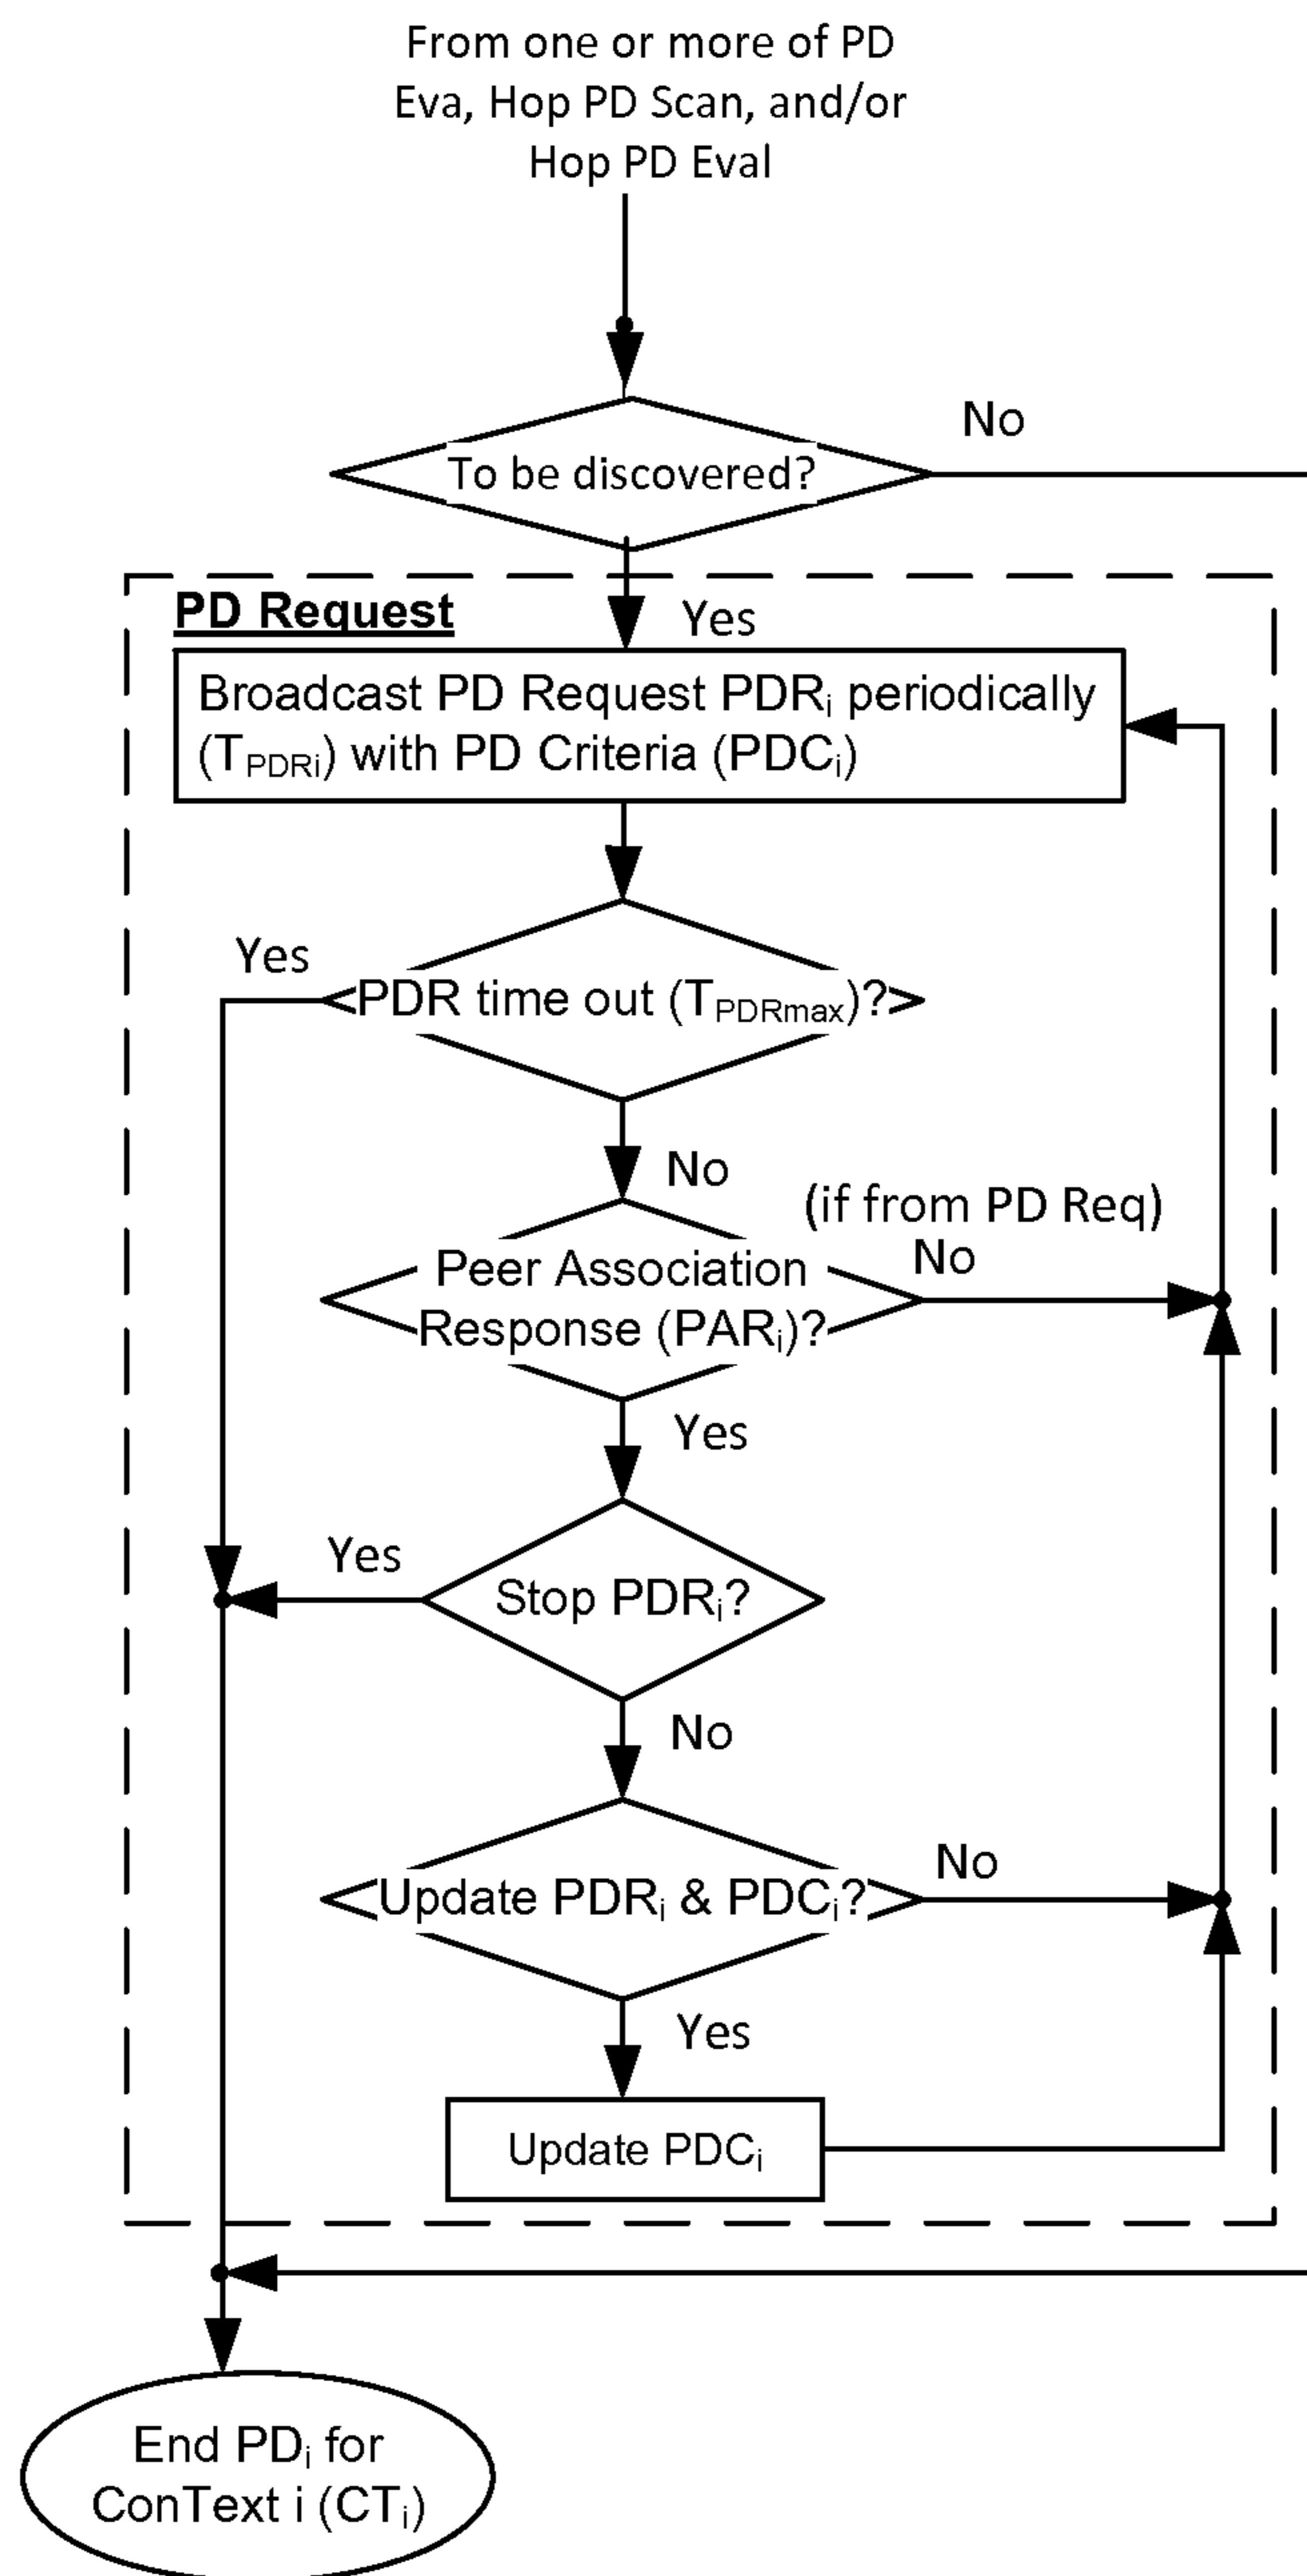 From one or more of PD
Eva, Hop PD Scan, and/or
Hop PD Eval
No
To be discovered?
PD Request
Yes
Broadcast PD Request PDRi periodically
(TPDRi) with PD Criteria (PDCi)
Yes
PDR time out (TPDRmax)?
No
(if from PD Req)
No
Peer Association
Response (PARi)?
Yes
Yes
Stop PDRi?
No
No
Update PDRi & PDCi?
Yes
Update PDCi
End PDi for
ConText i (CTi)